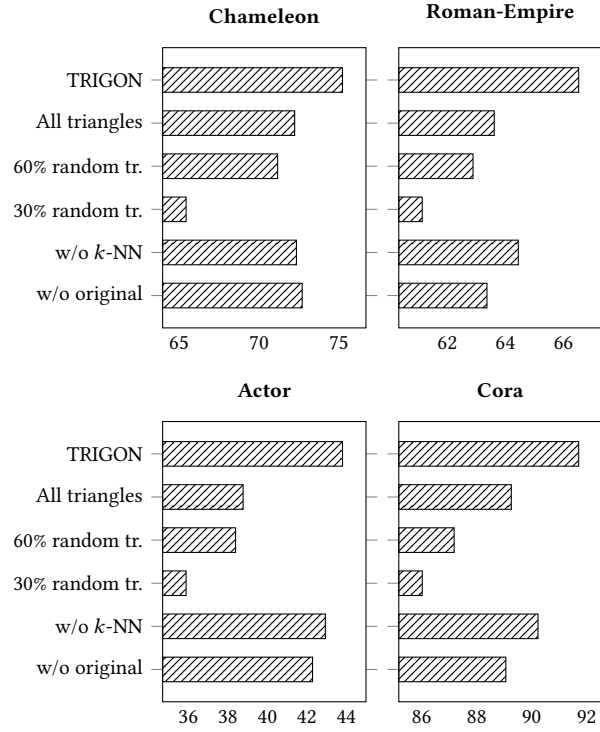 Chameleon
Roman-Empire
TRIGON
All triangles
60% random tr.
30% random tr.
w/o k-NN
w/o original
65 70 75
62 64 66
Actor
Cora
TRIGON
All triangles
60% random tr.
30% random tr.
w/o k-NN
w/o original
36 38 40 42 44
86 88 90 92